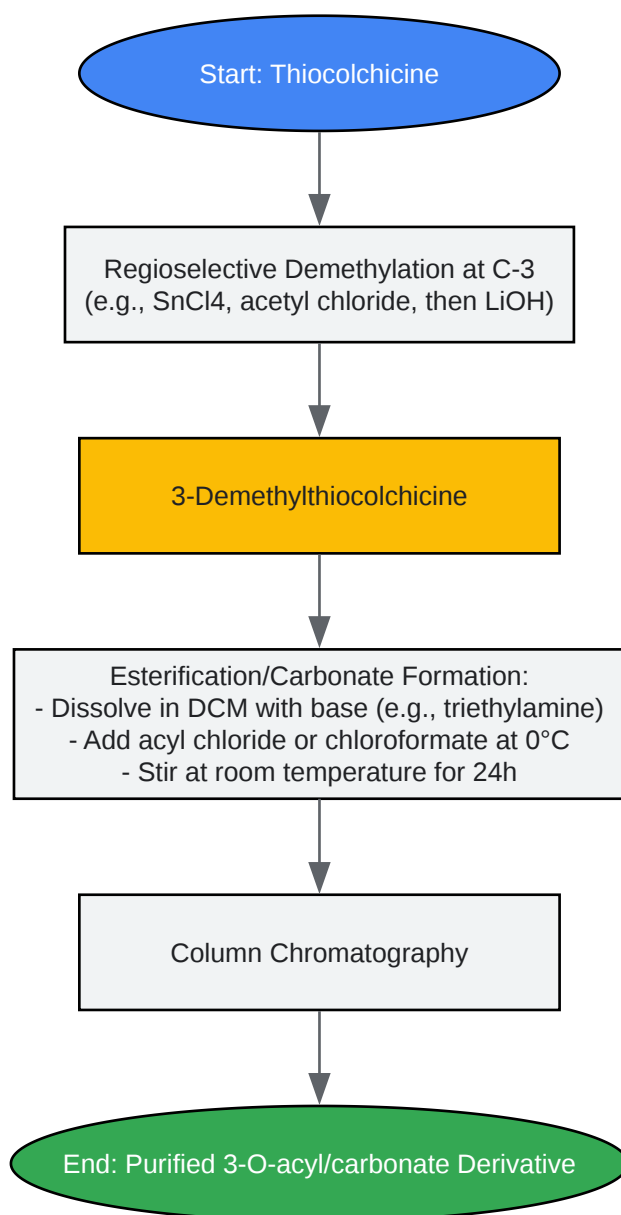 Start: Thiocolchicine
Regioselective Demethylation at C-3
(e.g., SnCl4, acetyl chloride, then LiOH)
3-Demethylthiocolchicine
Esterification/Carbonate Formation:
- Dissolve in DCM with base (e.g., triethylamine)
- Add acyl chloride or chloroformate at 0°C
- Stir at room temperature for 24h
Column Chromatography
End: Purified 3-O-acyl/carbonate Derivative